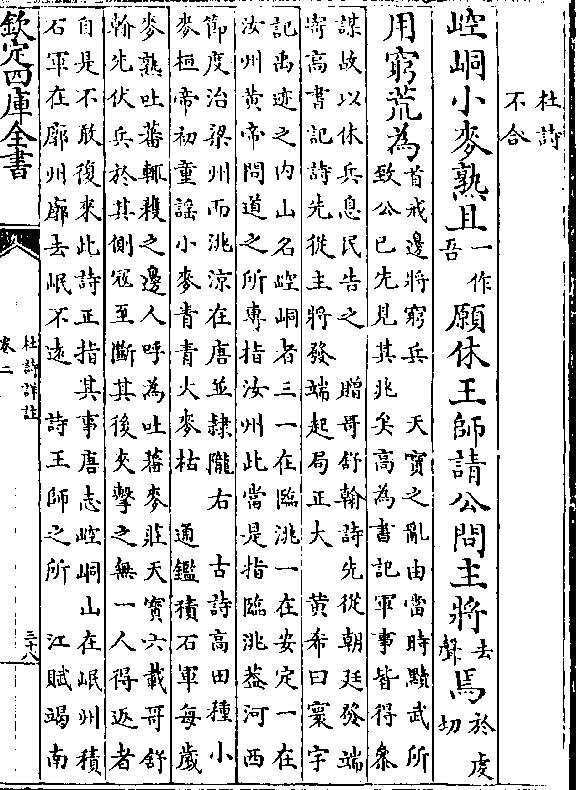 杜詩
不合
崆峒小麥熟且一作吾願休王師請公問主將去聲焉於虔切
用窮荒為首戒邊將窮兵 天寶之亂由當時黷武所
致公已先見其兆矣高為書記軍事皆得參
謀故以休兵息民告之 贈哥舒翰詩先從朝廷發端
寄高書記詩先從主將發端起局正大 黃希曰寰宇
記禹迹之內山名崆峒者三一在臨洮一在安定一在
汝州黃帝問道之所專指汝州此當是指臨洮葢河西
節度治梁州而洮涼在唐並隸隴右 古詩高田種小
麥桓帝初童謠小麥青青大麥枯 通鑑積石軍每歲
麥熟吐蕃輒穫之邊人呼為吐蕃麥莊天寶六載哥舒
翰先伏兵於其側寇至斷其後夾擊之無一人得返者
自是不敢復來此詩正指其事唐志崆峒山在岷州積
石軍在廓州廓去岷不遠 詩王師之所 江賦竭南
欽定四庫全書
杜詩詳註
卷二
三十八